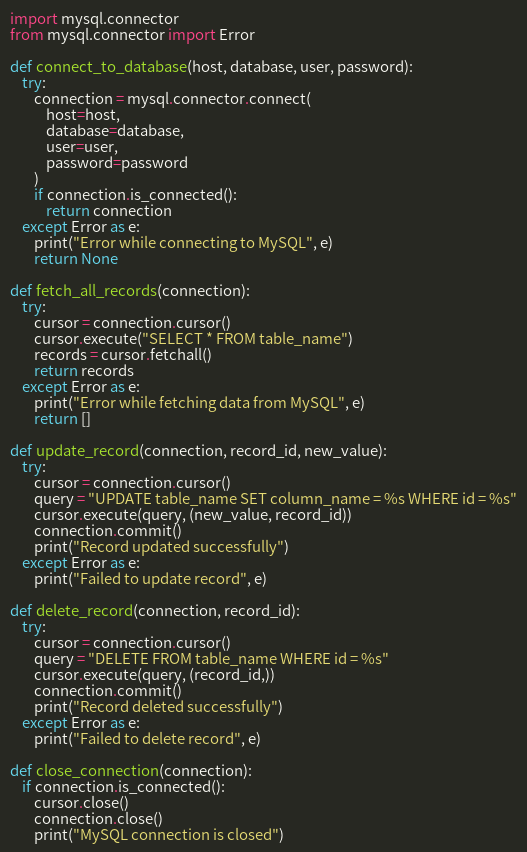 import mysql.connector
from mysql.connector import Error

def connect_to_database(host, database, user, password):
    try:
        connection = mysql.connector.connect(
            host=host,
            database=database,
            user=user,
            password=password
        )
        if connection.is_connected():
            return connection
    except Error as e:
        print("Error while connecting to MySQL", e)
        return None

def fetch_all_records(connection):
    try:
        cursor = connection.cursor()
        cursor.execute("SELECT * FROM table_name")
        records = cursor.fetchall()
        return records
    except Error as e:
        print("Error while fetching data from MySQL", e)
        return []

def update_record(connection, record_id, new_value):
    try:
        cursor = connection.cursor()
        query = "UPDATE table_name SET column_name = %s WHERE id = %s"
        cursor.execute(query, (new_value, record_id))
        connection.commit()
        print("Record updated successfully")
    except Error as e:
        print("Failed to update record", e)

def delete_record(connection, record_id):
    try:
        cursor = connection.cursor()
        query = "DELETE FROM table_name WHERE id = %s"
        cursor.execute(query, (record_id,))
        connection.commit()
        print("Record deleted successfully")
    except Error as e:
        print("Failed to delete record", e)

def close_connection(connection):
    if connection.is_connected():
        cursor.close()
        connection.close()
        print("MySQL connection is closed")